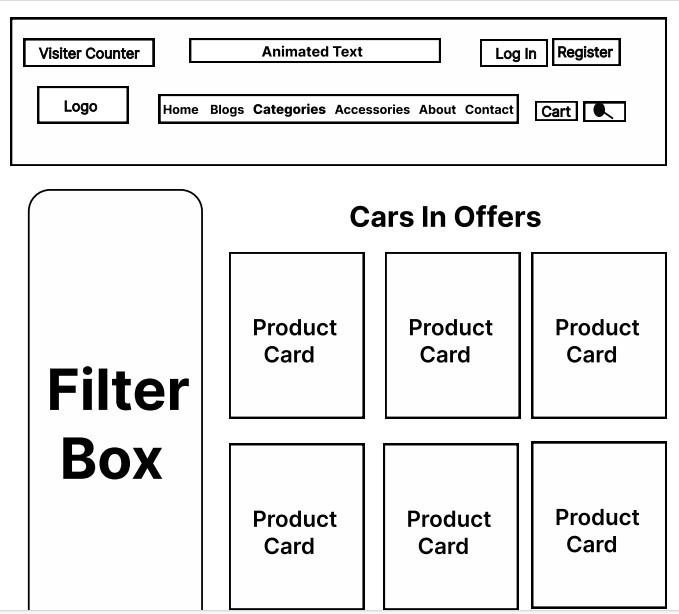 Visiter Counter
Animated Text
Log In
Register
Logo
Home Blogs Categories Accessories About Contact
Cart
Cars In Offers
Filter
Box
Product
Card
Product
Card
Product
Card
Product
Card
Product
Card
Product
Card